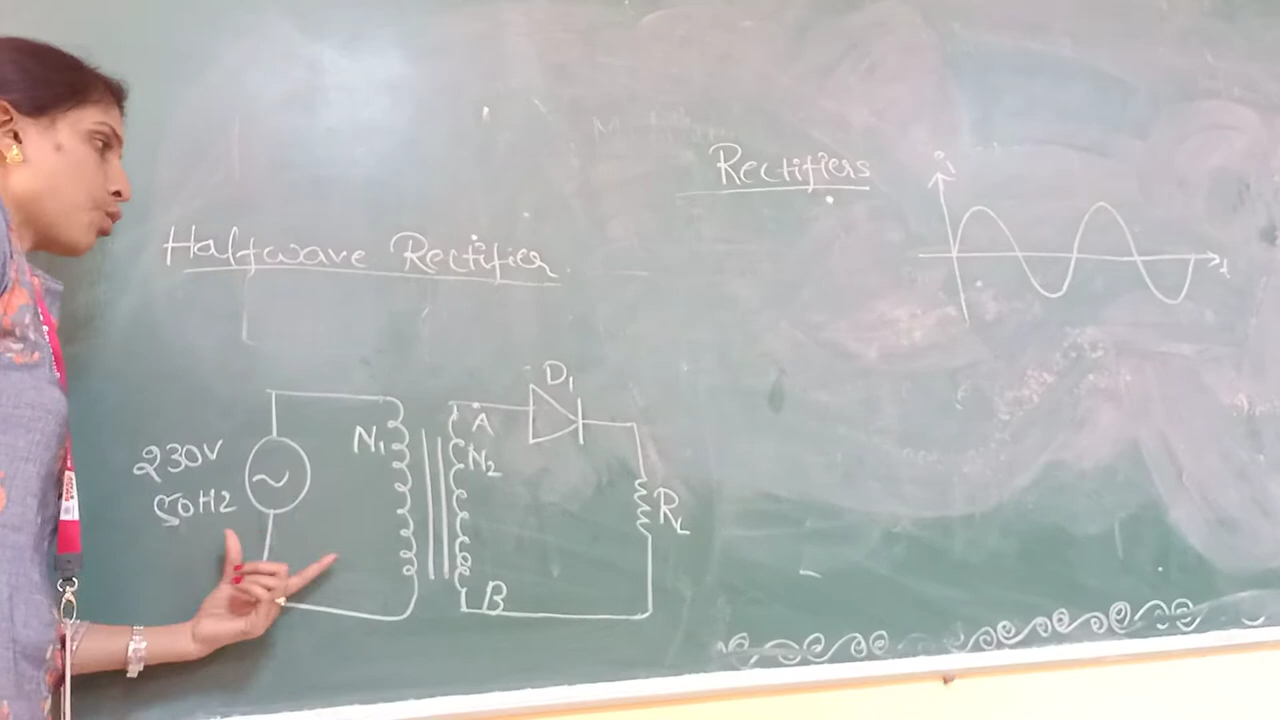 Rectifiers
i
t
Halfwave Rectifier
D1
A
N1
N2
230V
50Hz
RL
B